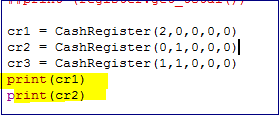 cr1 = CashRegister(2,0,0,0,0)
cr2 = CashRegister(0,1,0,0,0)
cr3 = CashRegister(1,1,0,0,0)
print(cr1)
print(cr2)